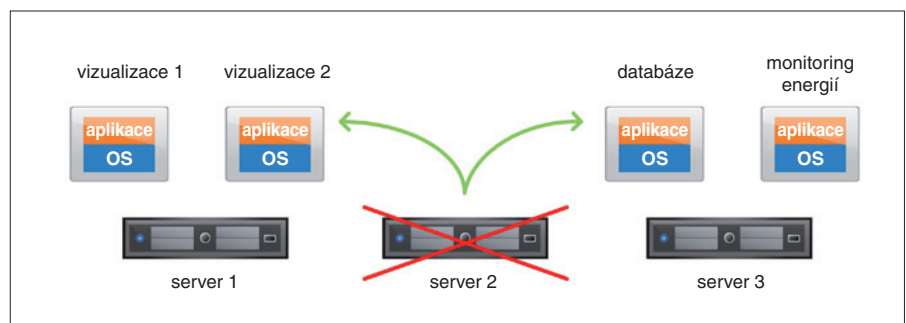 vizualizace 1
vizualizace 2
databáze
monitoring
energií
aplikace
OS
aplikace
OS
aplikace
OS
aplikace
OS
server 1
server 2
server 3